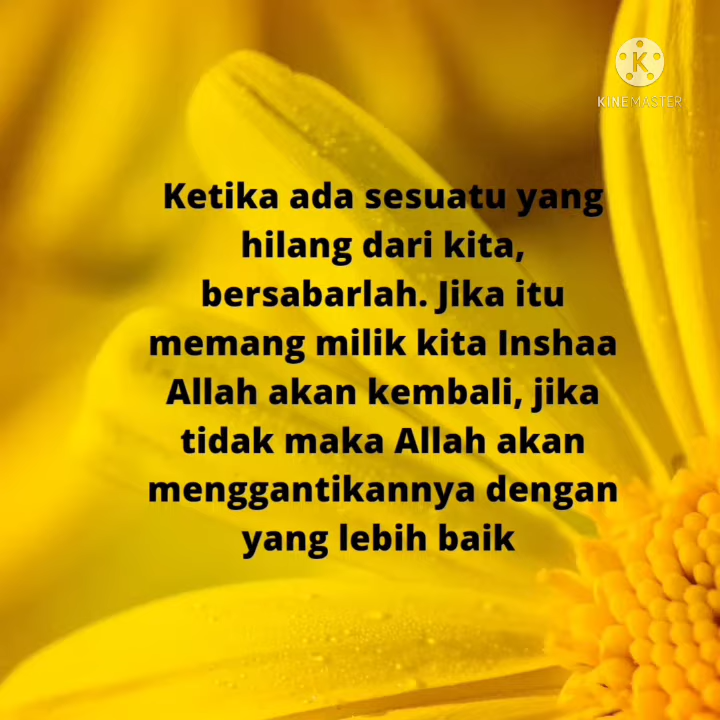 K
KINEMASTER
Ketika ada sesuatu yang
hilang dari kita,
bersabarlah. Jika itu
memang milik kita Inshaa
Allah akan kembali, jika
tidak maka Allah akan
menggantikannya dengan
yang lebih baik